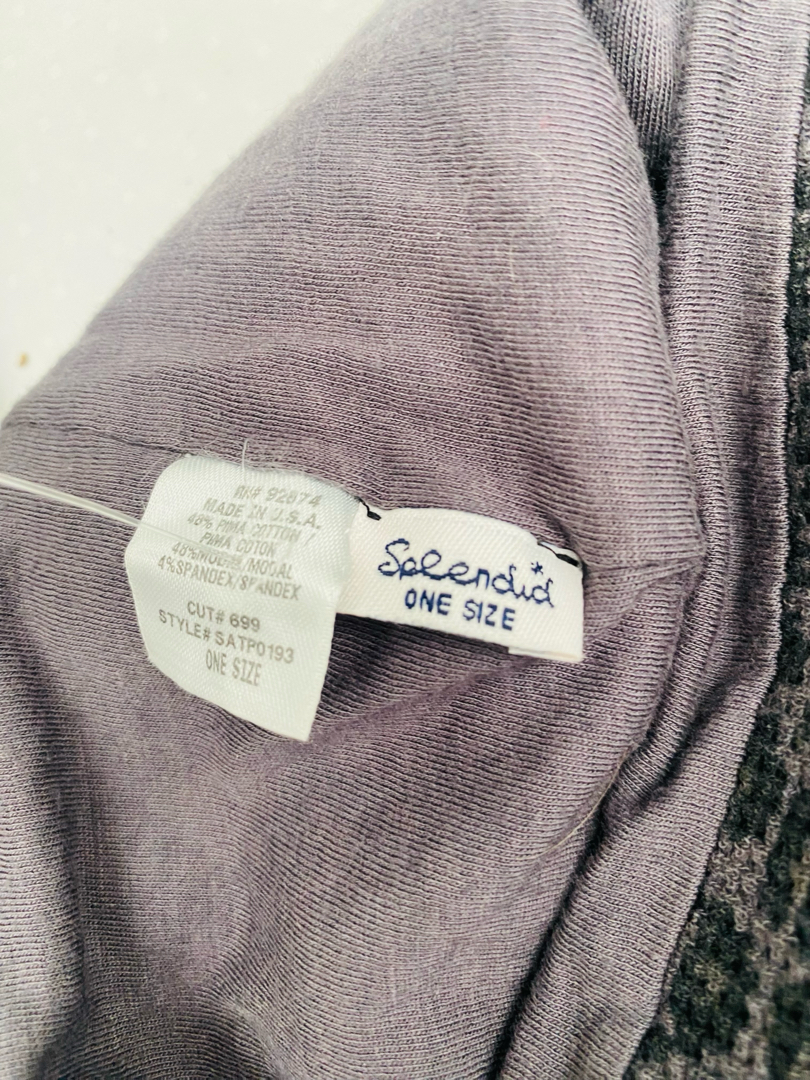 RN# 92874
MADE IN U.S.A.
48% PIMA COTTON /
PIMA COTON
48%MODAL/MODAL
4%SPANDEX/SPANDEX
CUT# 699
STYLE# SATP0193
ONE SIZE
Splendid
ONE SIZE